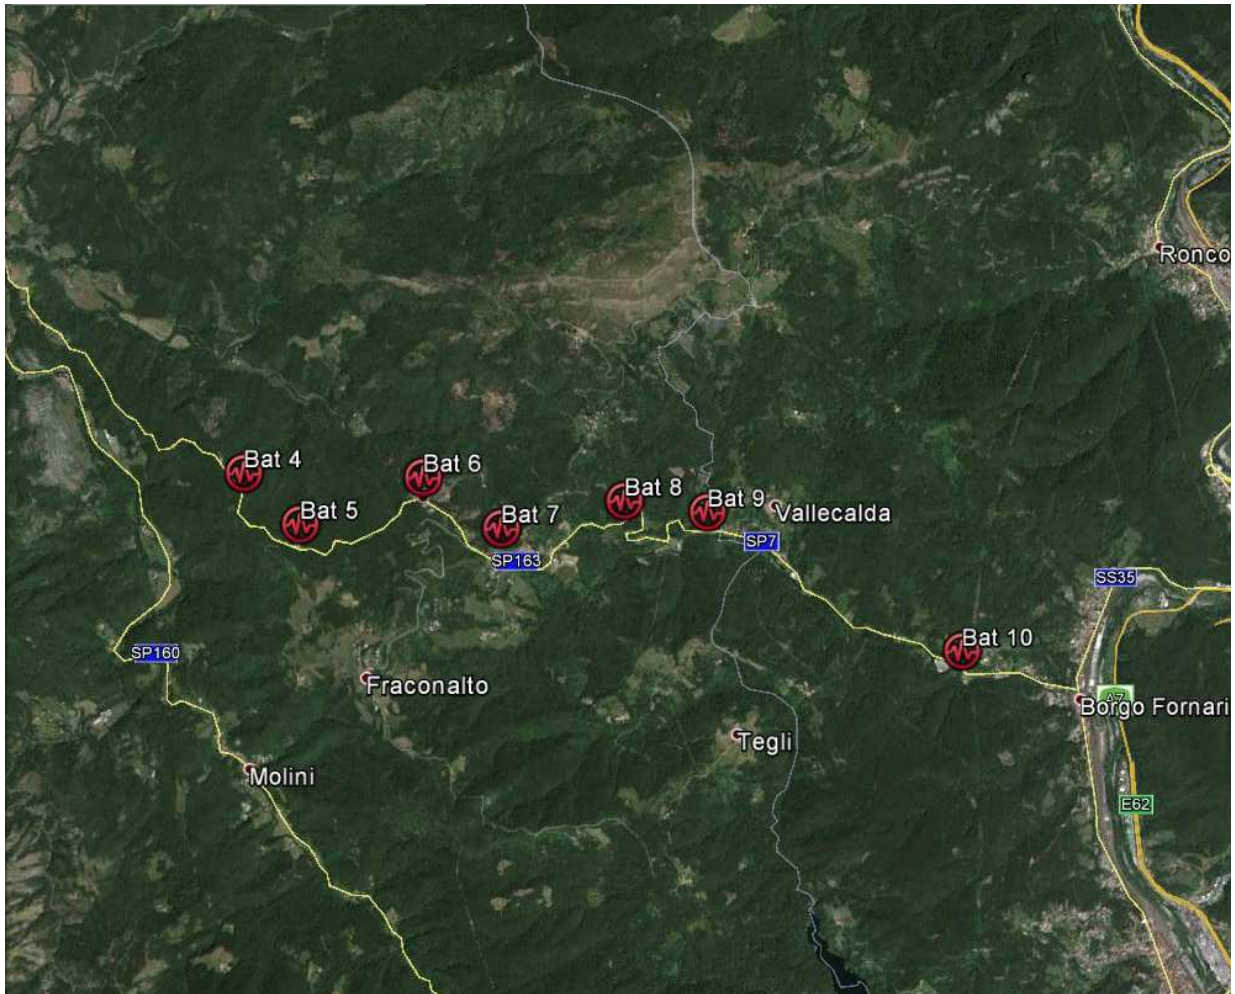 Ronco
Bat 4
Bat 5
Bat 6
Bat 7
Bat 8
Bat 9
Vallecalda
SP163
SP7
SS35
SP160
Bat 10
Fraconalto
A7
Borgo Fornari
Tegli
Molini
E62